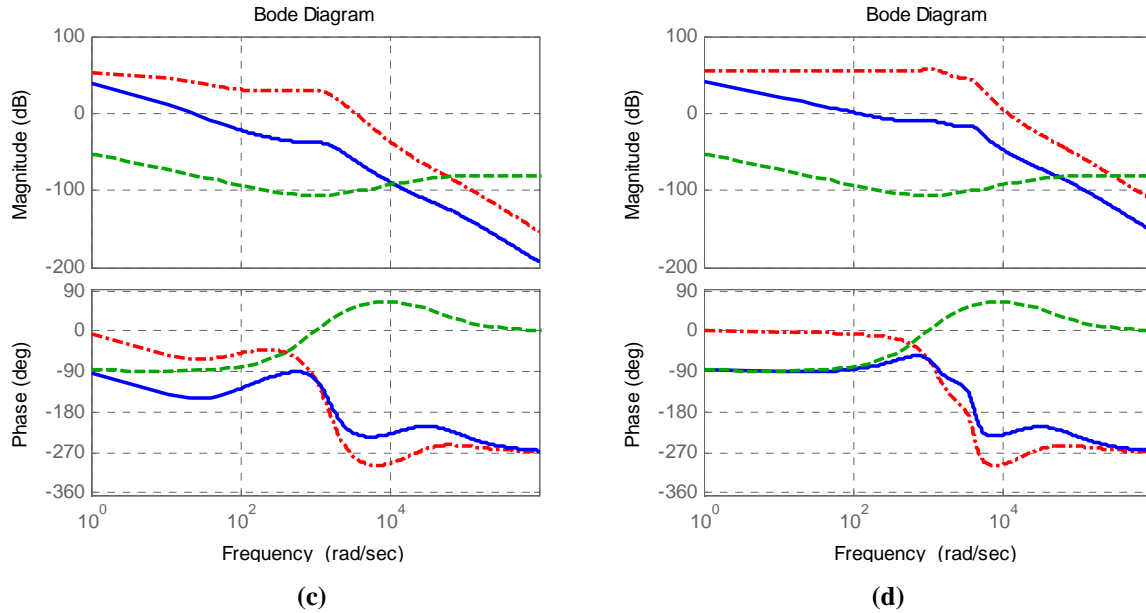 Bode Diagram
100
0
-100
-200
Magnitude (dB)
90
0
-90
-180
-270
-360
Phase (deg)
10^0
10^2
10^4
Frequency (rad/sec)
(c)
Bode Diagram
100
0
-100
-200
Magnitude (dB)
90
0
-90
-180
-270
-360
Phase (deg)
10^0
10^2
10^4
Frequency (rad/sec)
(d)